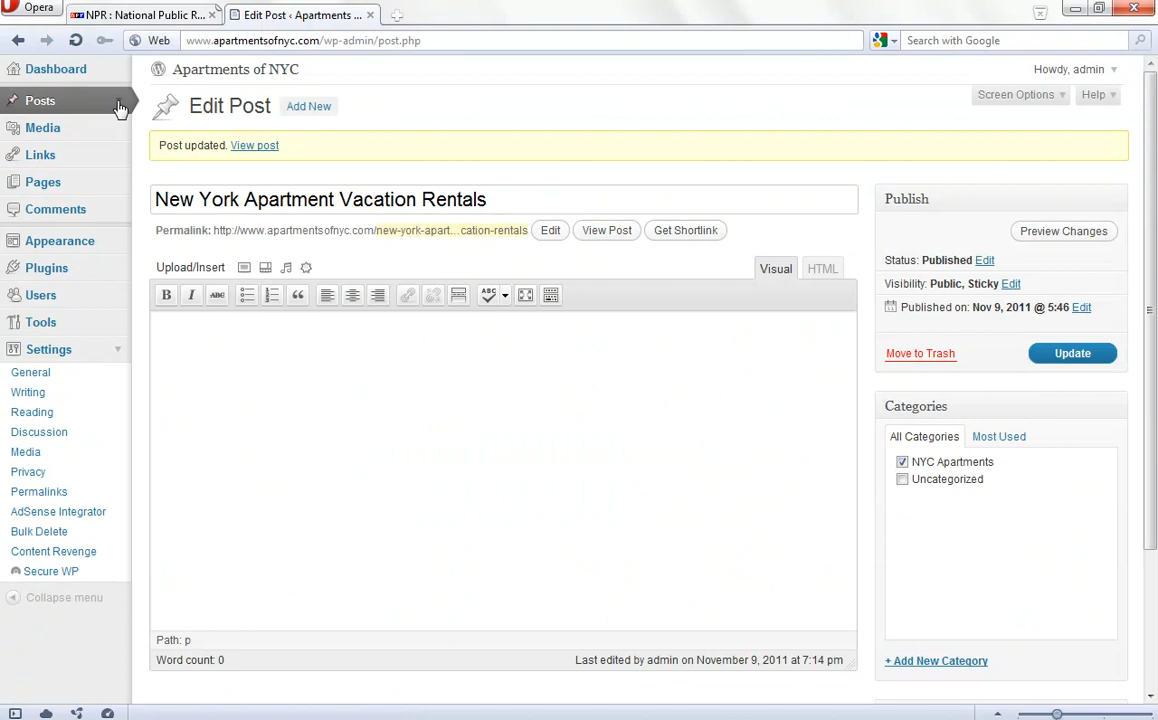 Opera
NPR : National Public R...
Edit Post ‹ Apartments ...
Web
www.apartmentsofnyc.com/wp-admin/post.php
Search with Google
Dashboard
Posts
Media
Links
Pages
Comments
Appearance
Plugins
Users
Tools
Settings
General
Writing
Reading
Discussion
Media
Privacy
Permalinks
AdSense Integrator
Bulk Delete
Content Revenge
Secure WP
Collapse menu
Apartments of NYC
Howdy, admin
Screen Options
Help
Edit Post
Add New
Post updated. View post
New York Apartment Vacation Rentals
Permalink: http://www.apartmentsofnyc.com/new-york-apart...cation-rentals
Edit
View Post
Get Shortlink
Upload/Insert
Visual
HTML
B
I
ABC
ABC
Path: p
Word count: 0
Last edited by admin on November 9, 2011 at 7:14 pm
Publish
Preview Changes
Status: Published Edit
Visibility: Public, Sticky Edit
Published on: Nov 9, 2011 @ 5:46 Edit
Move to Trash
Update
Categories
All Categories
Most Used
NYC Apartments
Uncategorized
+ Add New Category